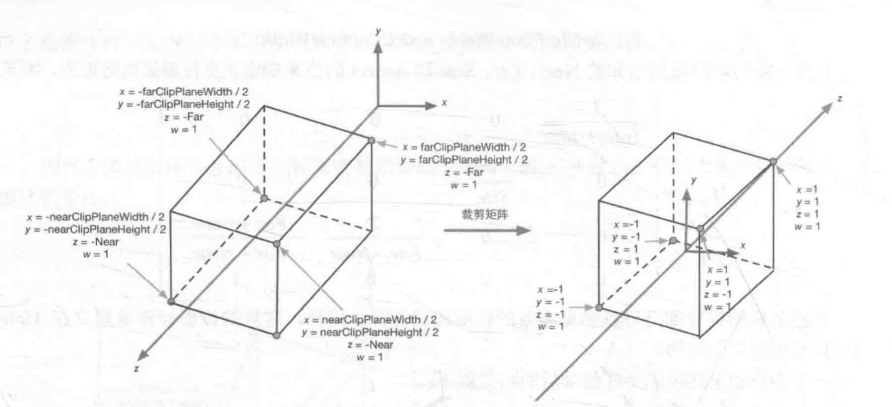 y
x
x = -farClipPlaneWidth / 2
y = -farClipPlaneHeight / 2
z = -Far
w = 1
x = farClipPlaneWidth / 2
y = farClipPlaneHeight / 2
z = -Far
w = 1
x = -nearClipPlaneWidth / 2
y = -nearClipPlaneHeight / 2
z = -Near
w = 1
x = nearClipPlaneWidth / 2
y = nearClipPlaneHeight / 2
z = -Near
w = 1
z
裁剪矩阵
z
y
x
x=1
y = 1
z = 1
w = 1
x =-1
y = -1
z = 1
w = 1
x =1
y = 1
z = -1
w = 1
x=-1
y = -1
z = -1
w = 1